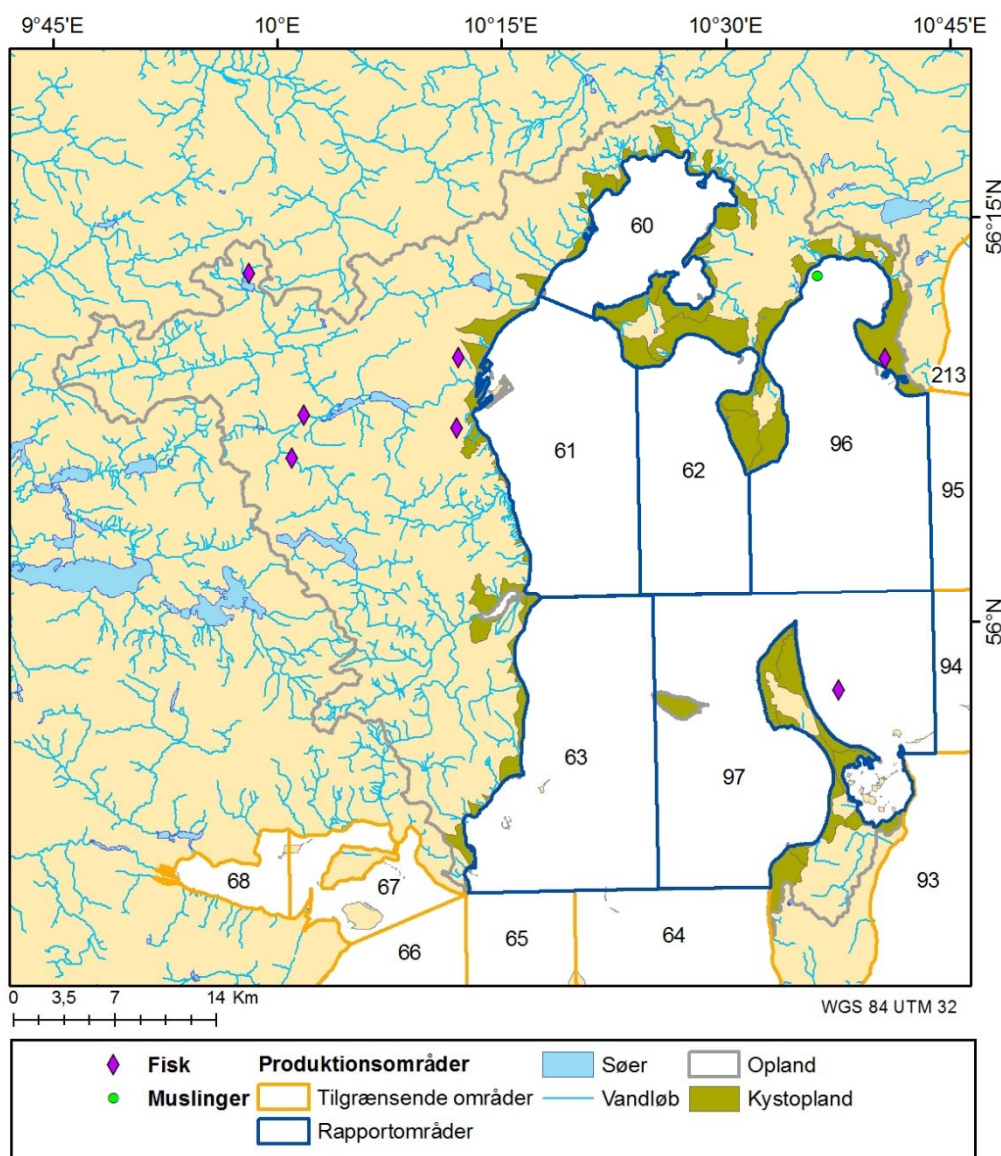 9°45'E 10° 10°15'E 10°30'E 10°45'E
56°15'N
60
213
61
62
96
95
56°N
94
63
97
68
67
93
66
65
64
0 3,5 7 14 Km
WGS 84 UTM 32
Fisk Produktionsområder Søer Opland
Muslinger Tilgrænsende områder Vandløb Kystopland
Rapportområder